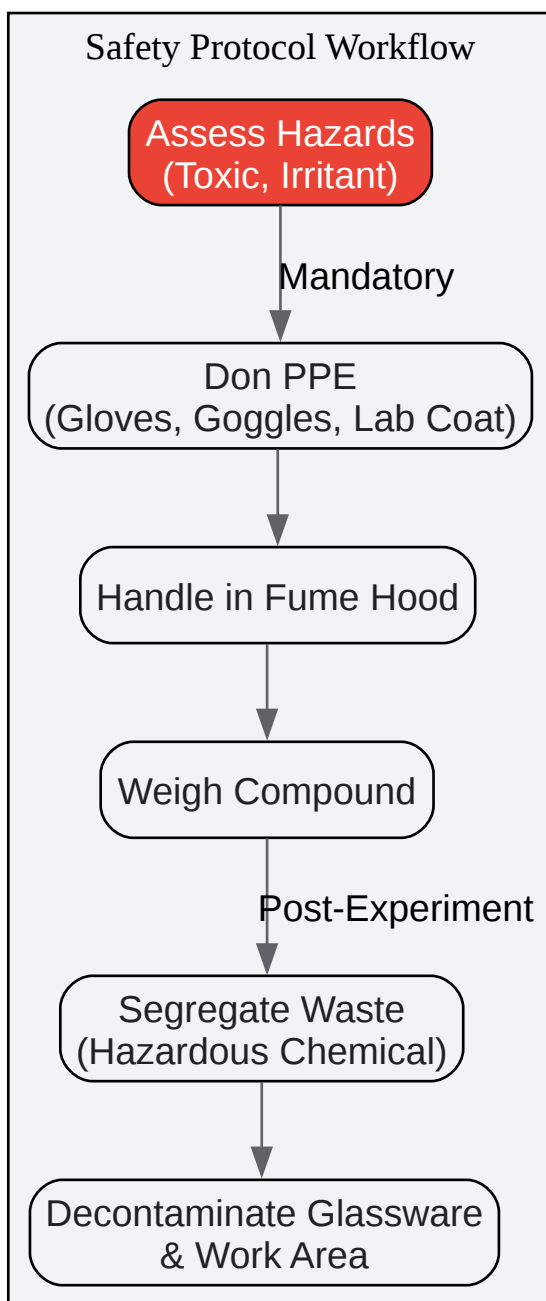 Safety Protocol Workflow
Assess Hazards
(Toxic, Irritant)
Mandatory
Don PPE
(Gloves, Goggles, Lab Coat)
Handle in Fume Hood
Weigh Compound
Post-Experiment
Segregate Waste
(Hazardous Chemical)
Decontaminate Glassware
& Work Area